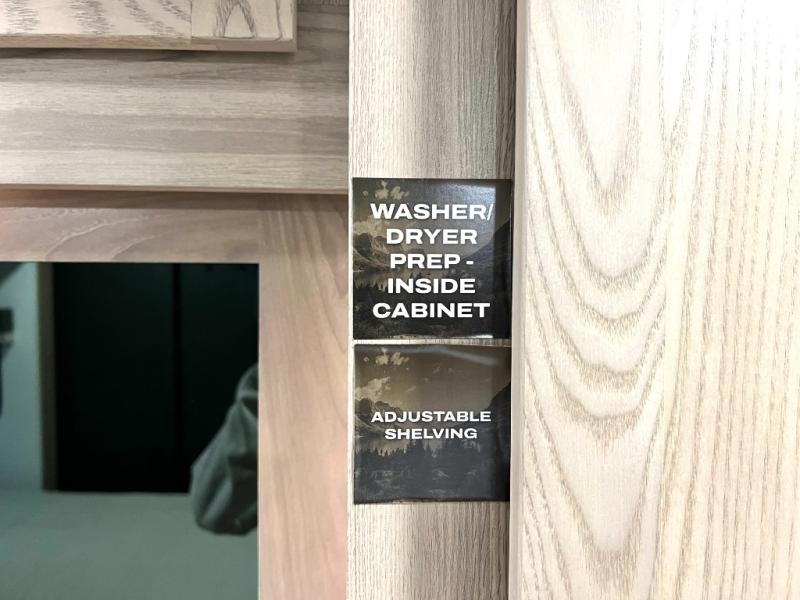 WASHER/
DRYER
PREP -
INSIDE
CABINET
ADJUSTABLE
SHELVING